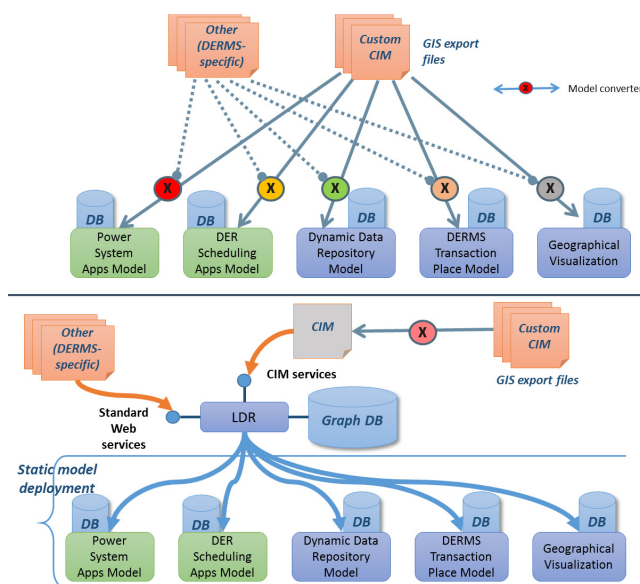 Other
(DERMS-
specific)
Custom
CIM
GIS export
files
X
Model converter
X
X
X
X
X
DB
DB
DB
DB
DB
Power
System
Apps Model
DER
Scheduling
Apps Model
Dynamic Data
Repository
Model
DERMS
Transaction
Place Model
Geographical
Visualization
Other
(DERMS-
specific)
CIM
X
Custom
CIM
GIS export files
CIM services
Standard
Web
services
LDR
Graph DB
Static model
deployment
DB
DB
DB
DB
DB
Power
System
Apps Model
DER
Scheduling
Apps Model
Dynamic Data
Repository
Model
DERMS
Transaction
Place Model
Geographical
Visualization